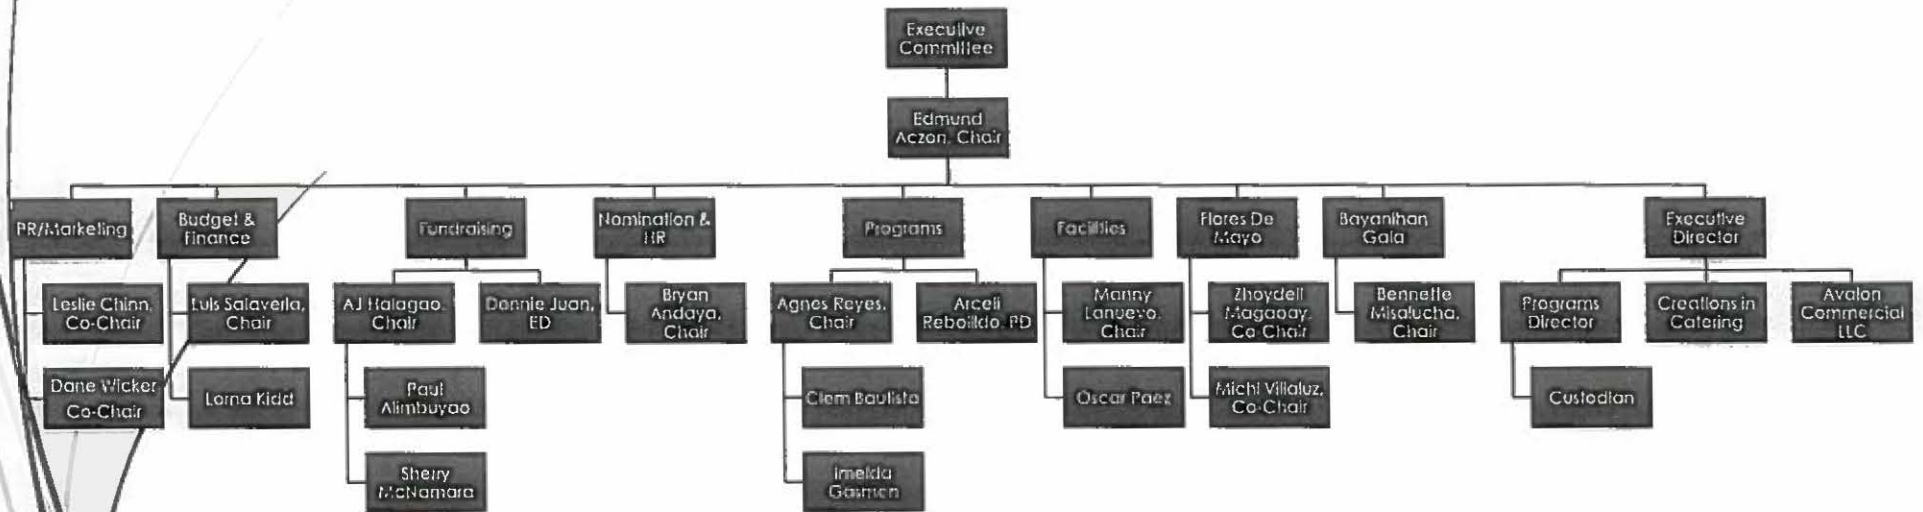 Executive
Committee
Edmund
Aczon, Chair
PR/Marketing
Budget &
Finance
Fundraising
Nomination &
HR
Programs
Facilities
Flores De
Mayo
Bayanihan
Gala
Executive
Director
Leslie Chinn,
Co-Chair
Luis Salaveria,
Chair
AJ Halagao,
Chair
Donnie Juan,
ED
Bryan
Andaya,
Chair
Agnes Reyes,
Chair
Arceli
Rebollido, PD
Manny
Lanuevo,
Chair
Zhoydell
Magaoay,
Co-Chair
Bennette
Misalucha,
Chair
Programs
Director
Creations in
Catering
Avalon
Commercial
LLC
Dane Wicker
Co-Chair
Lorna Kidd
Paul
Alimbuyao
Clem Bautista
Oscar Paez
Michi Villaluz,
Co-Chair
Custodian
Sherry
McNamara
Imelda
Gasmen